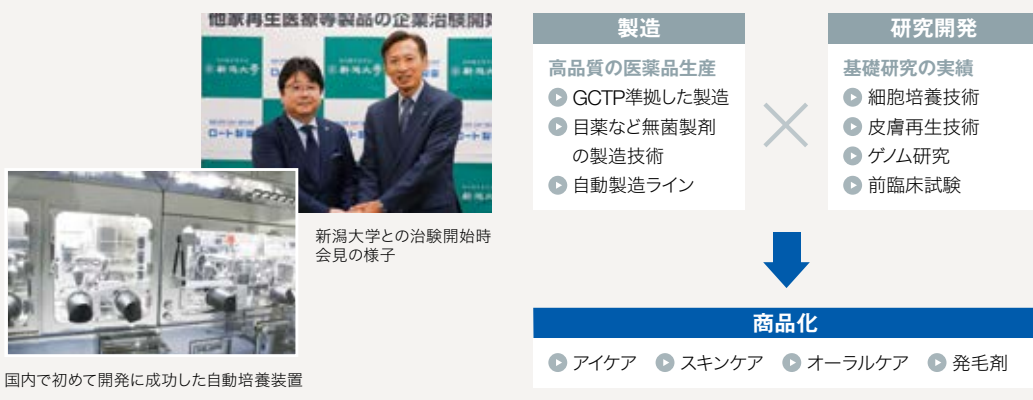 他家再生医療等製品の企業治験開始
新潟大学
新潟大学
ロート製薬
新潟大学との治験開始時
会見の様子
国内で初めて開発に成功した自動培養装置
製造
高品質の医薬品生産
GCTP準拠した製造
目薬など無菌製剤
の製造技術
自動製造ライン
研究開発
基礎研究の実績
細胞培養技術
皮膚再生技術
ゲノム研究
前臨床試験
商品化
アイケア スキンケア オーラルケア 発毛剤